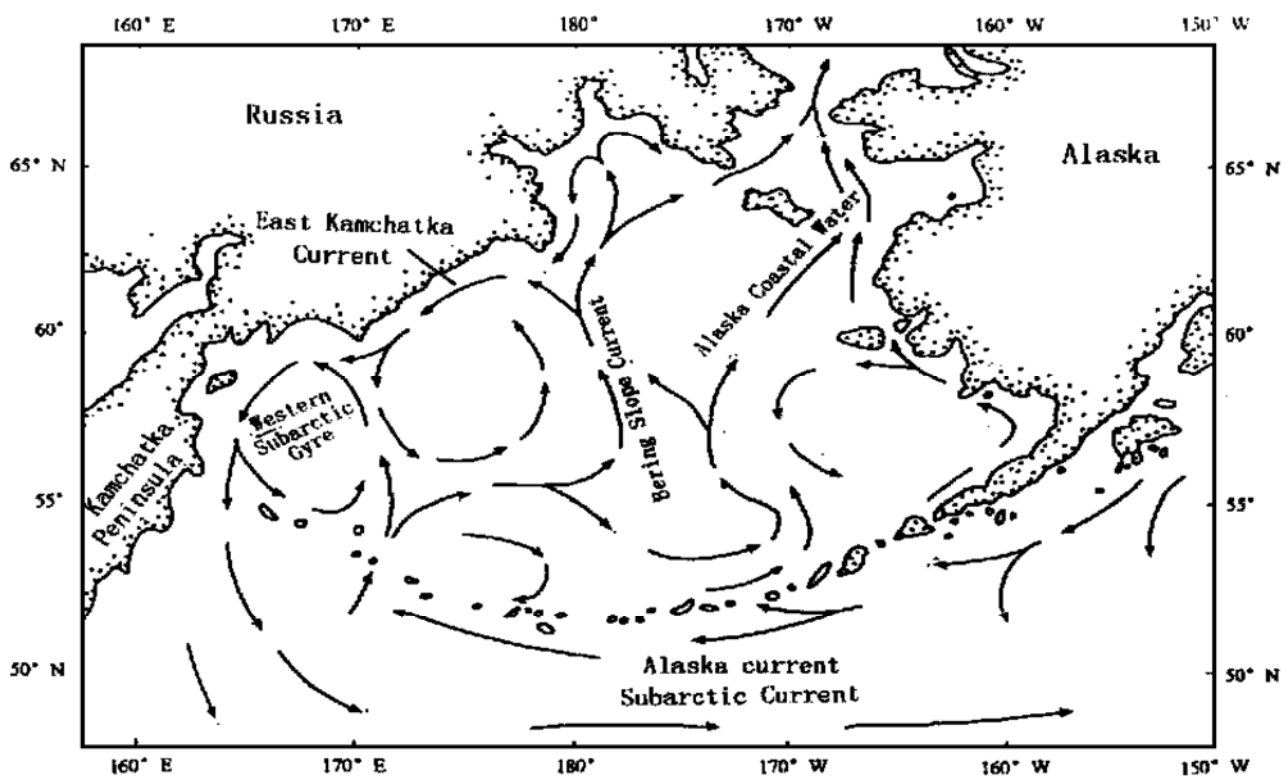 160° E 170° E 180° 170° W 160° W 150° W
Russia
Alaska
65° N 65° N
East Kamchatka
Current
Alaska Coastal Water
60° N 60° N
Bering Slope Current
Western
Subarctic
Gyre
Kamchatka
Peninsula
55° N 55° N
50° N 50° N
Alaska current
Subarctic Current
160° E 170° E 180° 170° W 160° W 150° W